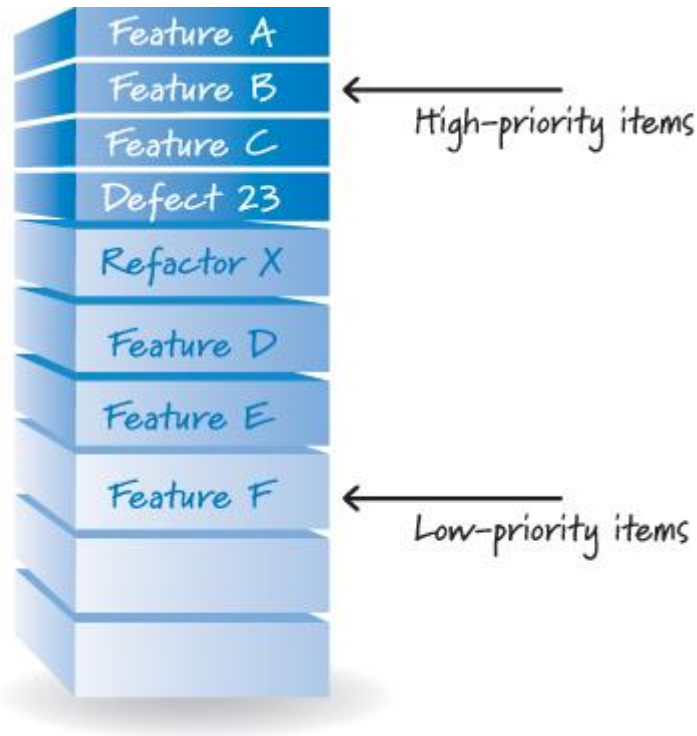 Feature A
Feature B
High-priority items
Feature C
Defect 23
Refactor X
Feature D
Feature E
Feature F
Low-priority items